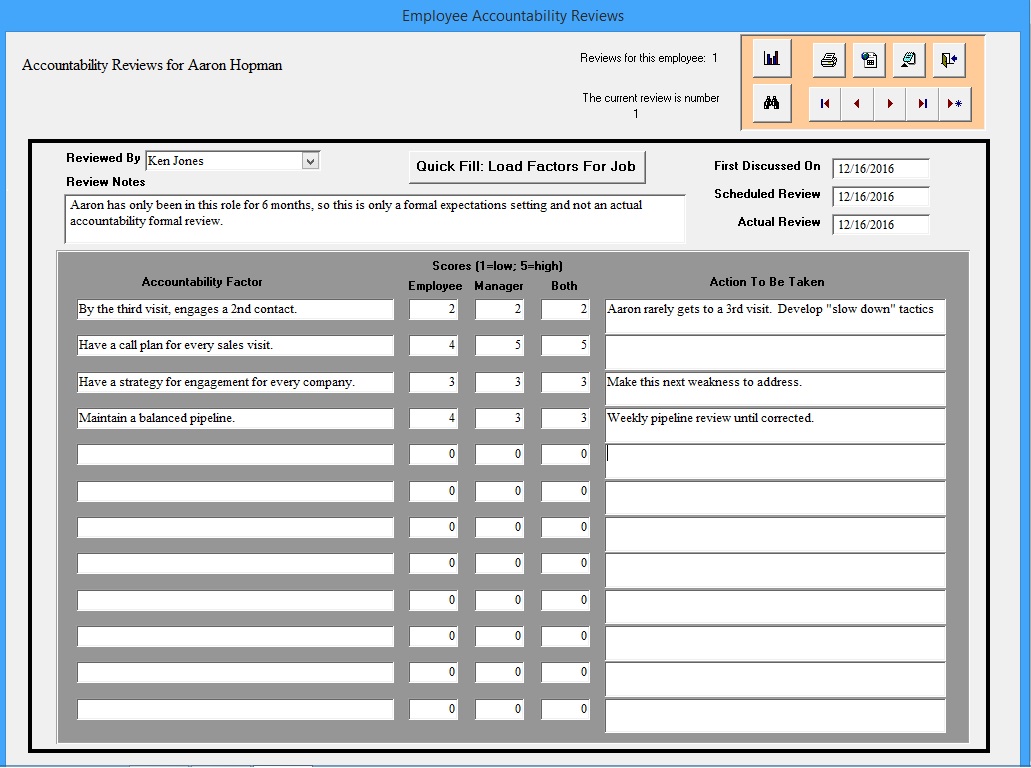 Employee Accountability Reviews
Accountability Reviews for Aaron Hopman
Reviews for this employee: 1
The current review is number
1
Reviewed By Ken Jones
Quick Fill: Load Factors For Job
First Discussed On 12/16/2016
Review Notes
Scheduled Review 12/16/2016
Aaron has only been in this role for 6 months, so this is only a formal expectations setting and not an actual
accountability formal review.
Actual Review 12/16/2016
Scores (1=low; 5=high)
Accountability Factor Employee Manager Both Action To Be Taken
By the third visit, engages a 2nd contact. 2 2 2 Aaron rarely gets to a 3rd visit. Develop "slow down" tactics
Have a call plan for every sales visit. 4 5 5
Have a strategy for engagement for every company. 3 3 3 Make this next weakness to address.
Maintain a balanced pipeline. 4 3 3 Weekly pipeline review until corrected.
0 0 0
0 0 0
0 0 0
0 0 0
0 0 0
0 0 0
0 0 0
0 0 0